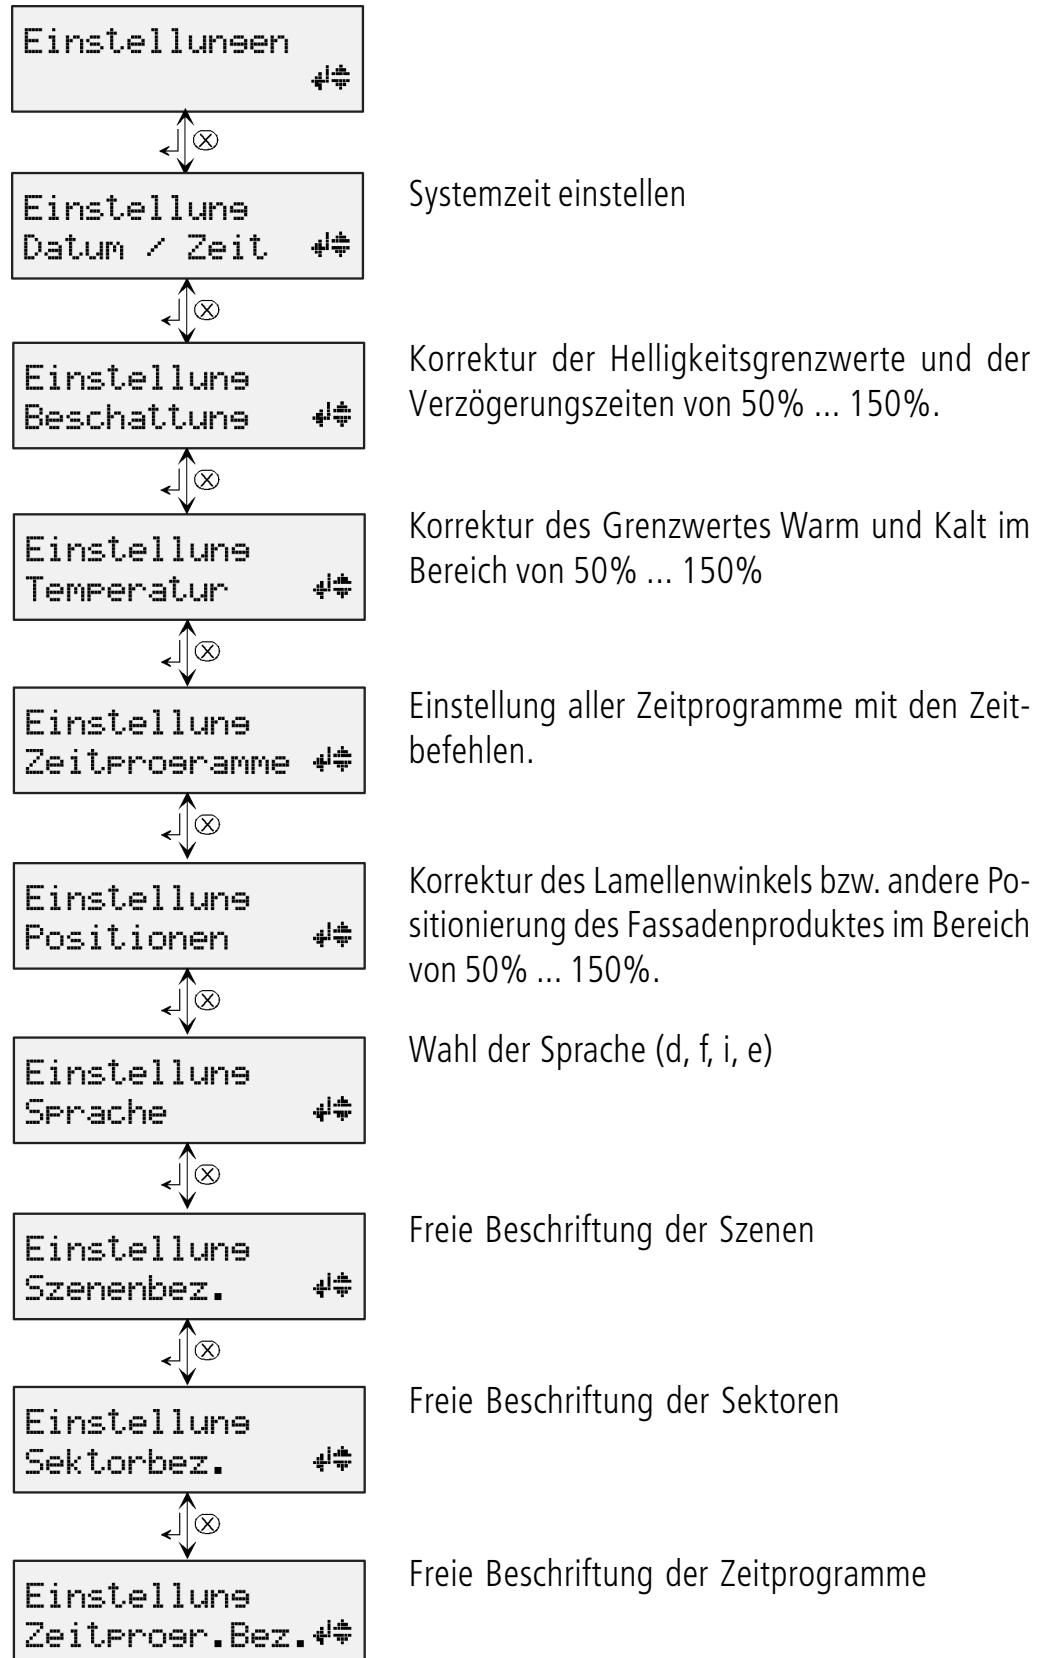 Einstellungen
Einstellung
Datum / Zeit
Systemzeit einstellen
Einstellung
Beschattung
Korrektur der Helligkeitsgrenzwerte und der
Verzögerungszeiten von 50% ... 150%.
Einstellung
Temperatur
Korrektur des Grenzwertes Warm und Kalt im
Bereich von 50% ... 150%
Einstellung
Zeitprogramme
Einstellung aller Zeitprogramme mit den Zeit-
befehlen.
Einstellung
Positionen
Korrektur des Lamellenwinkels bzw. andere Po-
sitionierung des Fassadenproduktes im Bereich
von 50% ... 150%.
Einstellung
Sprache
Wahl der Sprache (d, f, i, e)
Einstellung
Szenenbez.
Freie Beschriftung der Szenen
Einstellung
Sektorbez.
Freie Beschriftung der Sektoren
Einstellung
Zeitprogr.Bez.
Freie Beschriftung der Zeitprogramme